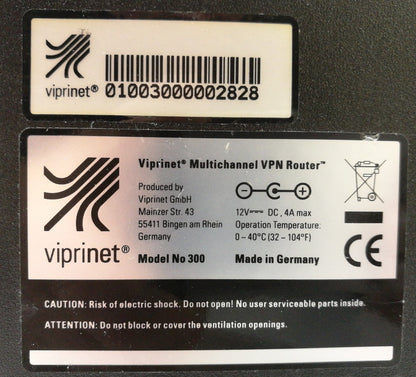 viprinet®
01003000002828
Viprinet® Multichannel VPN Router™
Produced by
Viprinet GmbH
Mainzer Str. 43
55411 Bingen am Rhein
Germany
Model No 300
12V⎓ DC , 4A max
Operation Temperature:
0 – 40°C (32 – 104°F)
Made in Germany
viprinet®
CE
CAUTION: Risk of electric shock. Do not open! No user serviceable parts inside.
ATTENTION: Do not block or cover the ventilation openings.